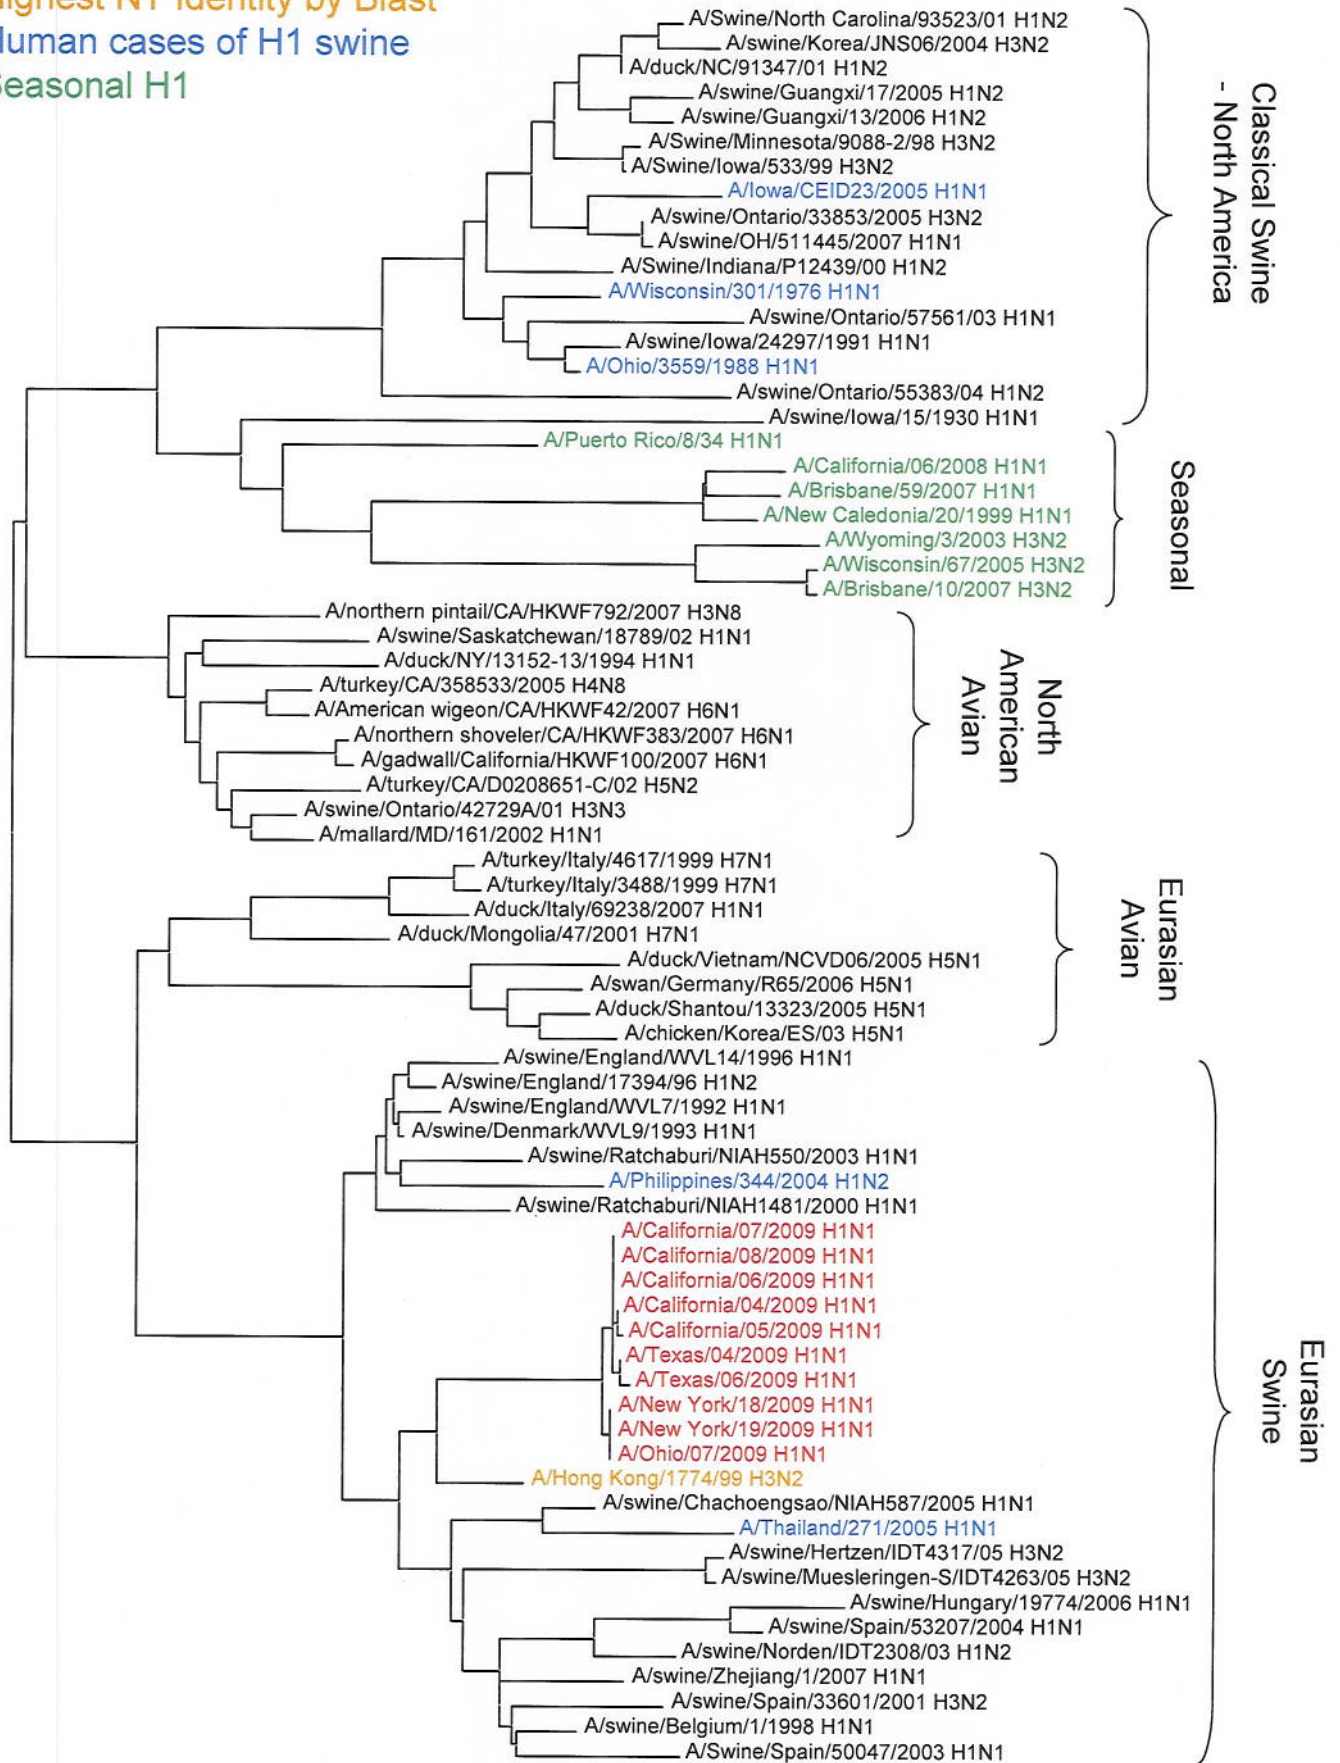 Highest NT identity by Blast
Human cases of H1 swine
Seasonal H1
A/Swine/North Carolina/93523/01 H1N2
A/swine/Korea/JNS06/2004 H3N2
A/duck/NC/91347/01 H1N2
A/swine/Guangxi/17/2005 H1N2
A/swine/Guangxi/13/2006 H1N2
A/Swine/Minnesota/9088-2/98 H3N2
A/Swine/Iowa/533/99 H3N2
A/Iowa/CEID23/2005 H1N1
A/swine/Ontario/33853/2005 H3N2
A/swine/OH/511445/2007 H1N1
A/Swine/Indiana/P12439/00 H1N2
A/Wisconsin/301/1976 H1N1
A/swine/Ontario/57561/03 H1N1
A/swine/Iowa/24297/1991 H1N1
A/Ohio/3559/1988 H1N1
A/swine/Ontario/55383/04 H1N2
A/swine/Iowa/15/1930 H1N1
Classical Swine
- North America
A/Puerto Rico/8/34 H1N1
A/California/06/2008 H1N1
A/Brisbane/59/2007 H1N1
A/New Caledonia/20/1999 H1N1
A/Wyoming/3/2003 H3N2
A/Wisconsin/67/2005 H3N2
A/Brisbane/10/2007 H3N2
Seasonal
A/northern pintail/CA/HKWF792/2007 H3N8
A/swine/Saskatchewan/18789/02 H1N1
A/duck/NY/13152-13/1994 H1N1
A/turkey/CA/358533/2005 H4N8
A/American wigeon/CA/HKWF42/2007 H6N1
A/northern shoveler/CA/HKWF383/2007 H6N1
A/gadwall/California/HKWF100/2007 H6N1
A/turkey/CA/D0208651-C/02 H5N2
A/swine/Ontario/42729A/01 H3N3
A/mallard/MD/161/2002 H1N1
North
American
Avian
A/turkey/Italy/4617/1999 H7N1
A/turkey/Italy/3488/1999 H7N1
A/duck/Italy/69238/2007 H1N1
A/duck/Mongolia/47/2001 H7N1
A/duck/Vietnam/NCVD06/2005 H5N1
A/swan/Germany/R65/2006 H5N1
A/duck/Shantou/13323/2005 H5N1
A/chicken/Korea/ES/03 H5N1
Eurasian
Avian
A/swine/England/WVL14/1996 H1N1
A/swine/England/17394/96 H1N2
A/swine/England/WVL7/1992 H1N1
A/swine/Denmark/WVL9/1993 H1N1
A/swine/Ratchaburi/NIAH550/2003 H1N1
A/Philippines/344/2004 H1N2
A/swine/Ratchaburi/NIAH1481/2000 H1N1
A/California/07/2009 H1N1
A/California/08/2009 H1N1
A/California/06/2009 H1N1
A/California/04/2009 H1N1
A/California/05/2009 H1N1
A/Texas/04/2009 H1N1
A/Texas/06/2009 H1N1
A/New York/18/2009 H1N1
A/New York/19/2009 H1N1
A/Ohio/07/2009 H1N1
A/Hong Kong/1774/99 H3N2
A/swine/Chachoengsao/NIAH587/2005 H1N1
A/Thailand/271/2005 H1N1
A/swine/Hertzen/IDT4317/05 H3N2
A/swine/Muesleringen-S/IDT4263/05 H3N2
A/swine/Hungary/19774/2006 H1N1
A/swine/Spain/53207/2004 H1N1
A/swine/Norden/IDT2308/03 H1N2
A/swine/Zhejiang/1/2007 H1N1
A/swine/Spain/33601/2001 H3N2
A/swine/Belgium/1/1998 H1N1
A/Swine/Spain/50047/2003 H1N1
Eurasian
Swine